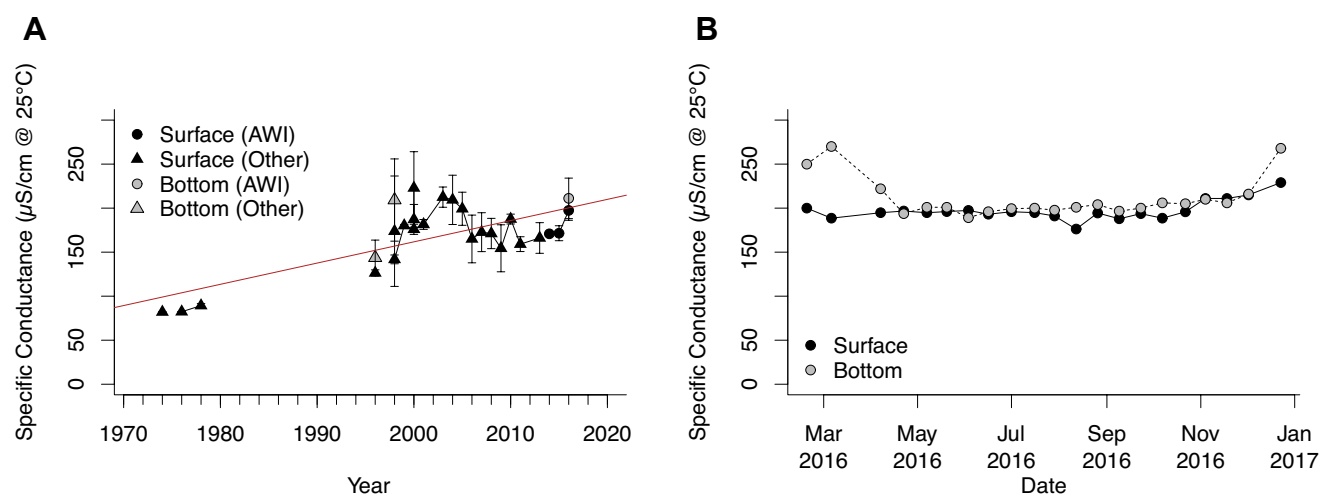 A
Specific Conductance (µS/cm @ 25°C)
250
150
50
0
Surface (AWI)
Surface (Other)
Bottom (AWI)
Bottom (Other)
1970 1980 1990 2000 2010 2020
Year
B
Specific Conductance (µS/cm @ 25°C)
250
150
50
0
Surface
Bottom
Mar May Jul Sep Nov Jan
2016 2016 2016 2016 2016 2017
Date